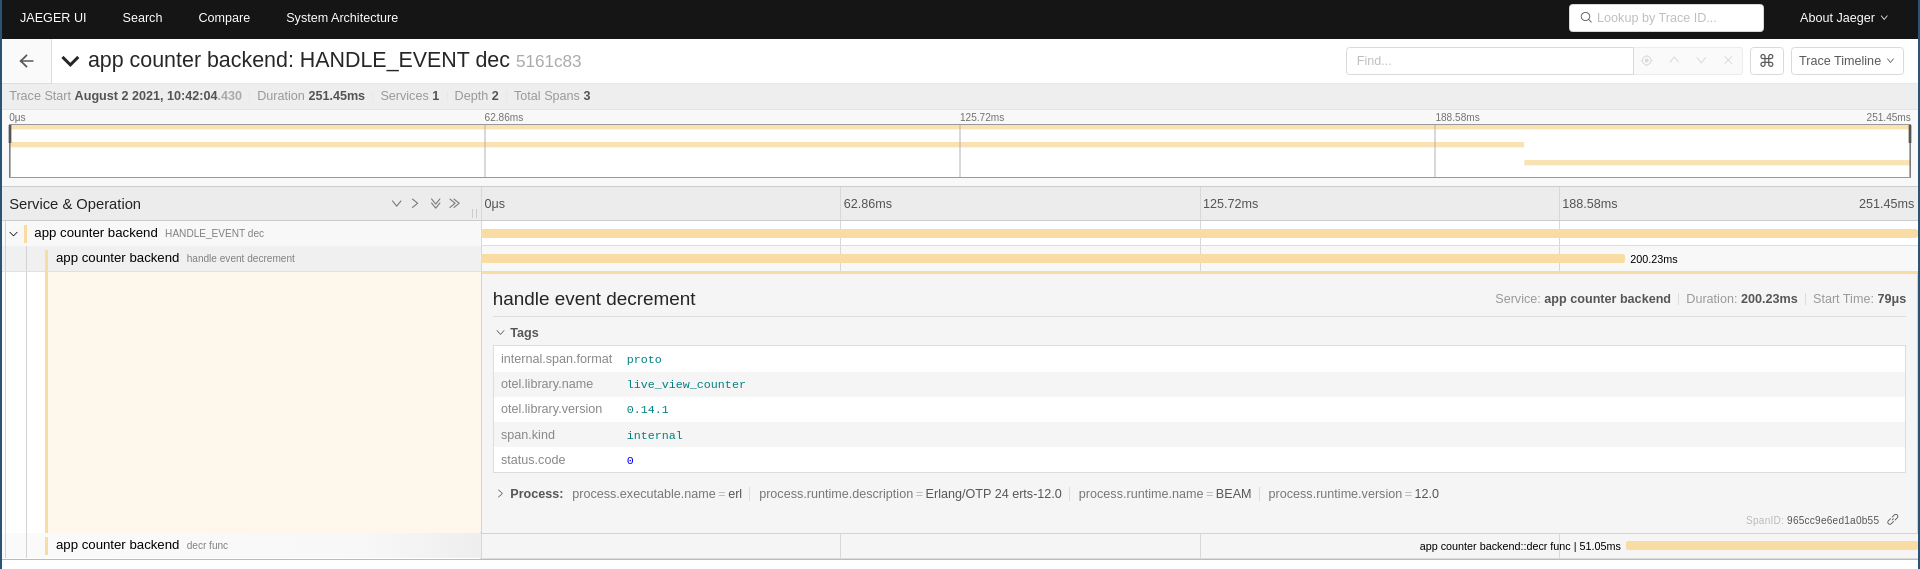 JAEGER UI Search Compare System Architecture Lookup by Trace ID... About Jaeger
app counter backend: HANDLE_EVENT dec 5161c83 Find... ⌘ Trace Timeline
Trace Start August 2 2021, 10:42:04.430 Duration 251.45ms Services 1 Depth 2 Total Spans 3
0μs 62.86ms 125.72ms 188.58ms 251.45ms
Service & Operation 0μs 62.86ms 125.72ms 188.58ms 251.45ms
app counter backend HANDLE_EVENT dec
app counter backend handle event decrement 200.23ms
handle event decrement Service: app counter backend Duration: 200.23ms Start Time: 79μs
Tags
internal.span.format proto
otel.library.name live_view_counter
otel.library.version 0.14.1
span.kind internal
status.code 0
Process: process.executable.name = erl process.runtime.description = Erlang/OTP 24 erts-12.0 process.runtime.name = BEAM process.runtime.version = 12.0
SpanID: 965cc9e6ed1a0b55
app counter backend decr func app counter backend::decr func | 51.05ms